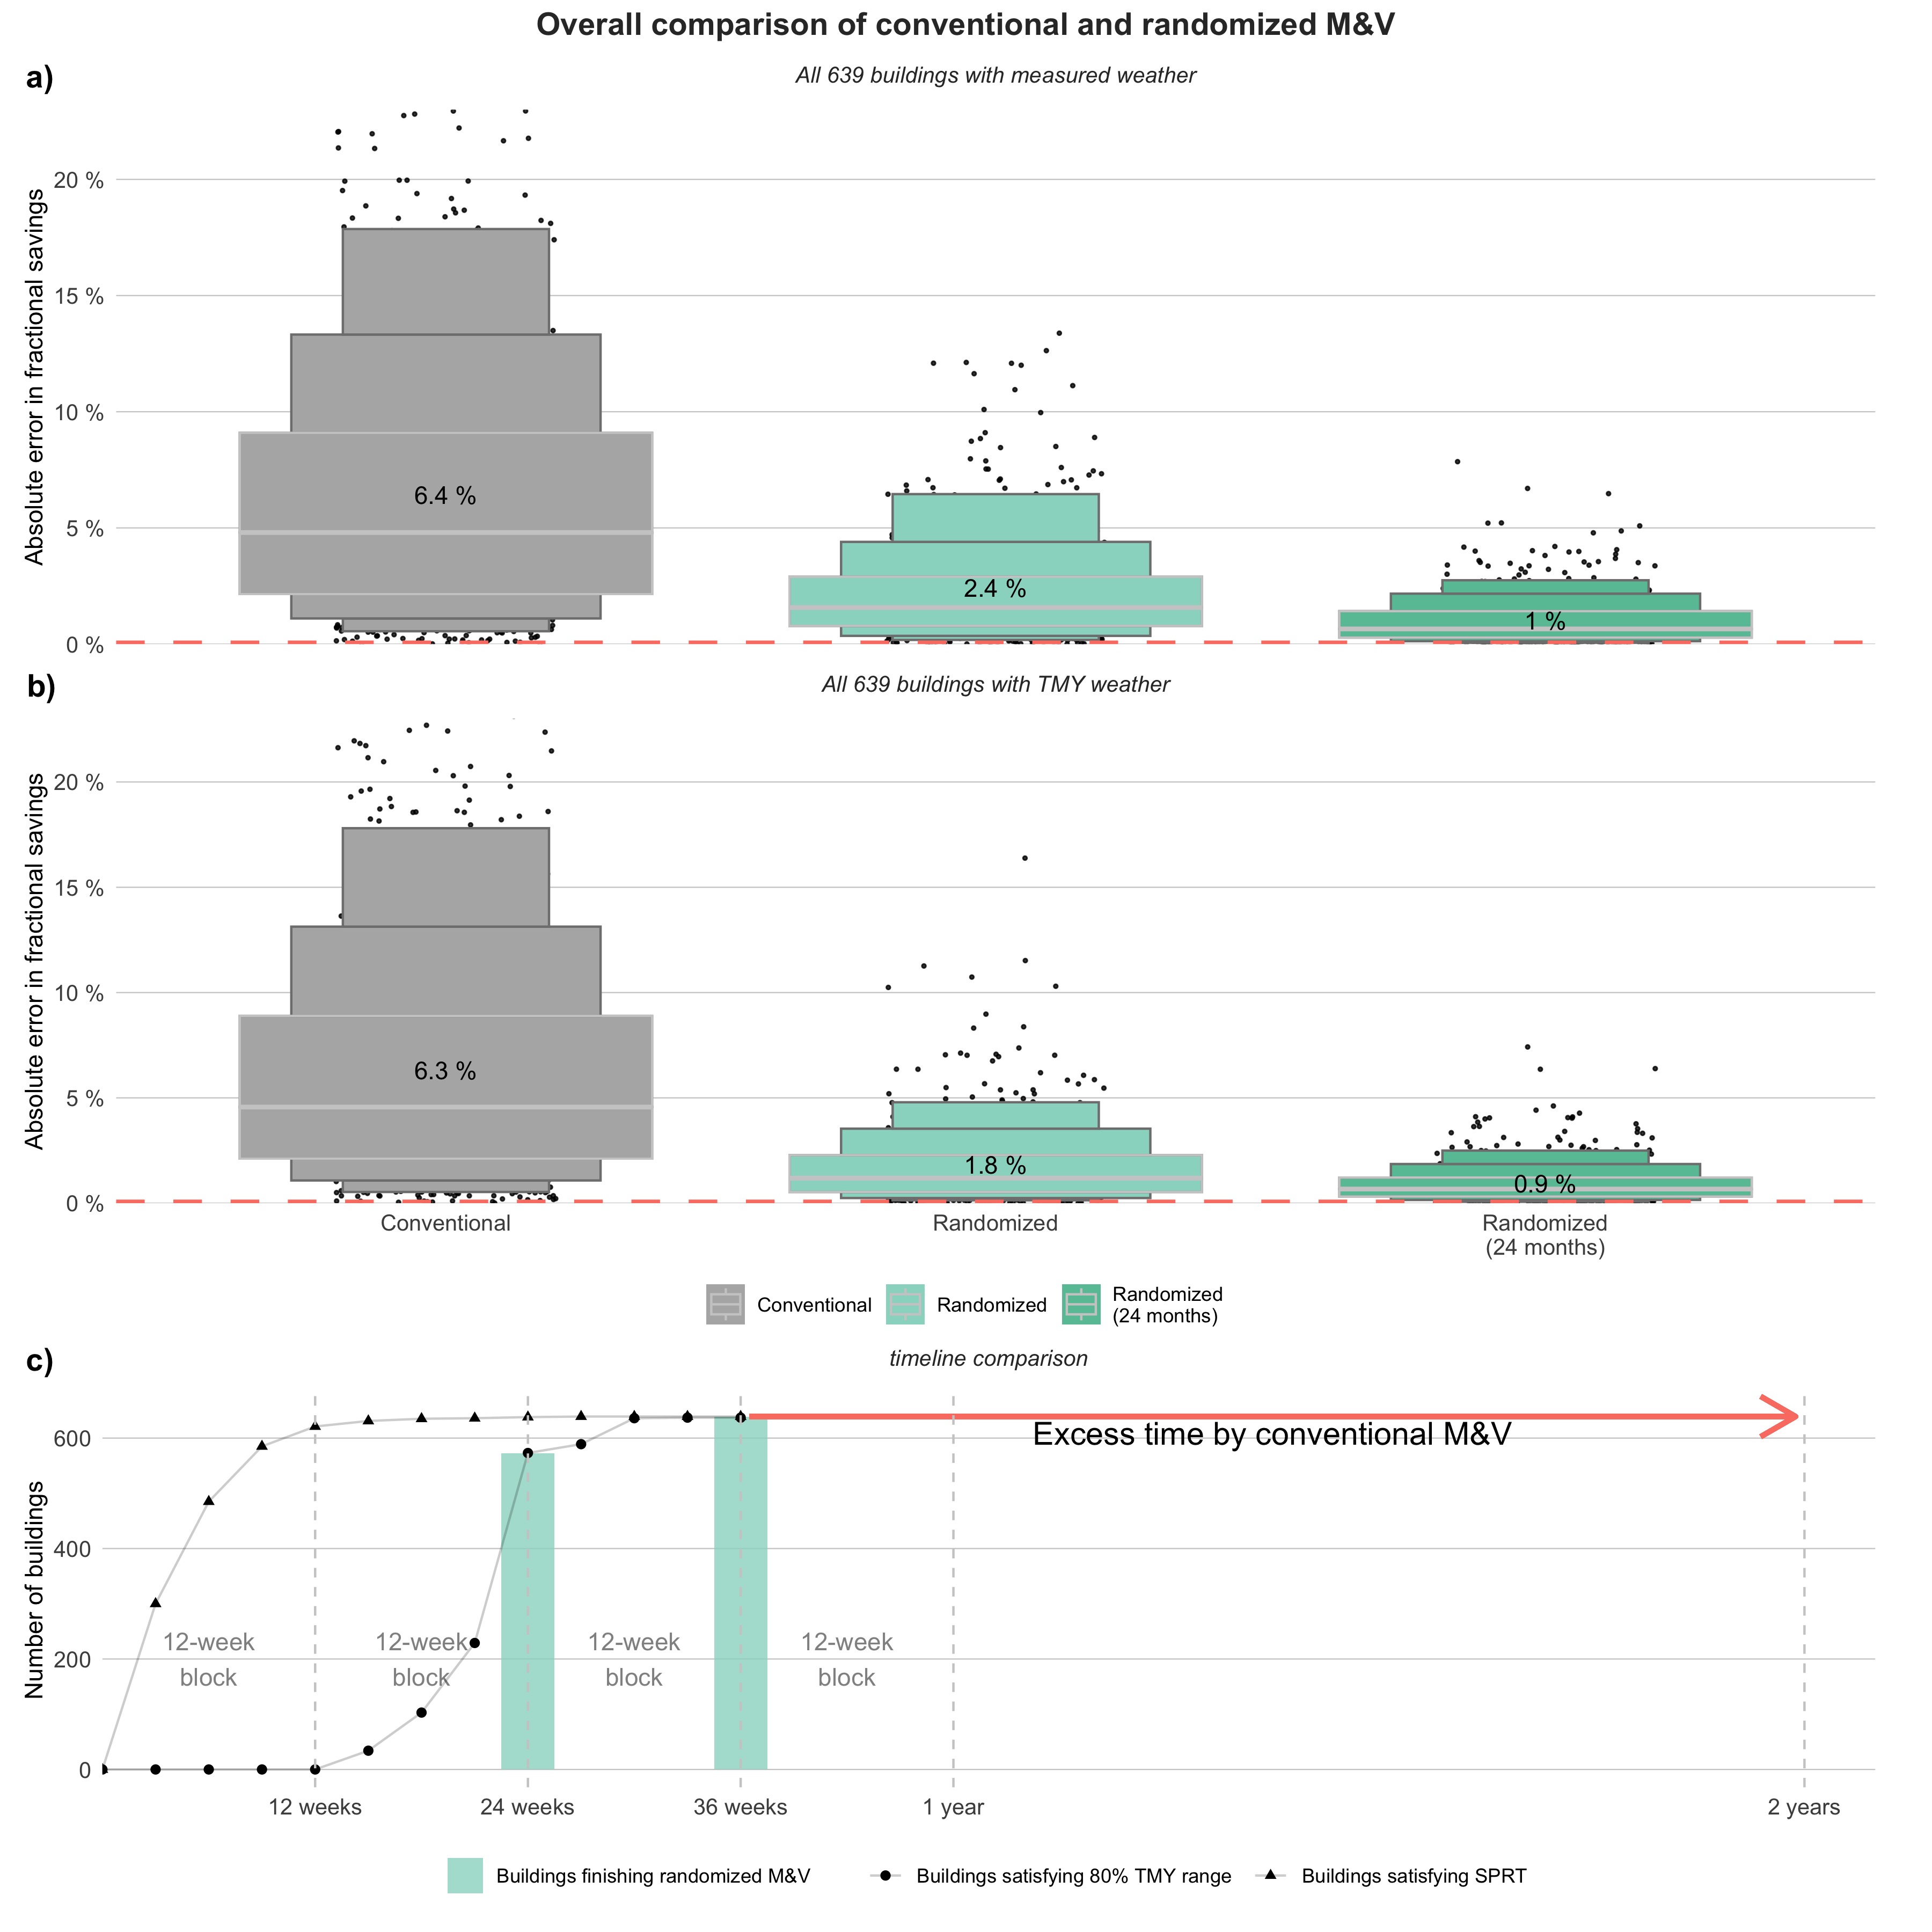 Overall comparison of conventional and randomized M&V
a)
All 639 buildings with measured weather
Absolute error in fractional savings
20 %
15 %
10 %
5 %
0 %
6.4 %
2.4 %
1 %
b)
All 639 buildings with TMY weather
Absolute error in fractional savings
20 %
15 %
10 %
5 %
0 %
6.3 %
1.8 %
0.9 %
Conventional
Randomized
Randomized
(24 months)
Conventional
Randomized
Randomized
(24 months)
c)
timeline comparison
Number of buildings
600
400
200
0
Excess time by conventional M&V
12-week
block
12-week
block
12-week
block
12-week
block
12 weeks
24 weeks
36 weeks
1 year
2 years
Buildings finishing randomized M&V
Buildings satisfying 80% TMY range
Buildings satisfying SPRT